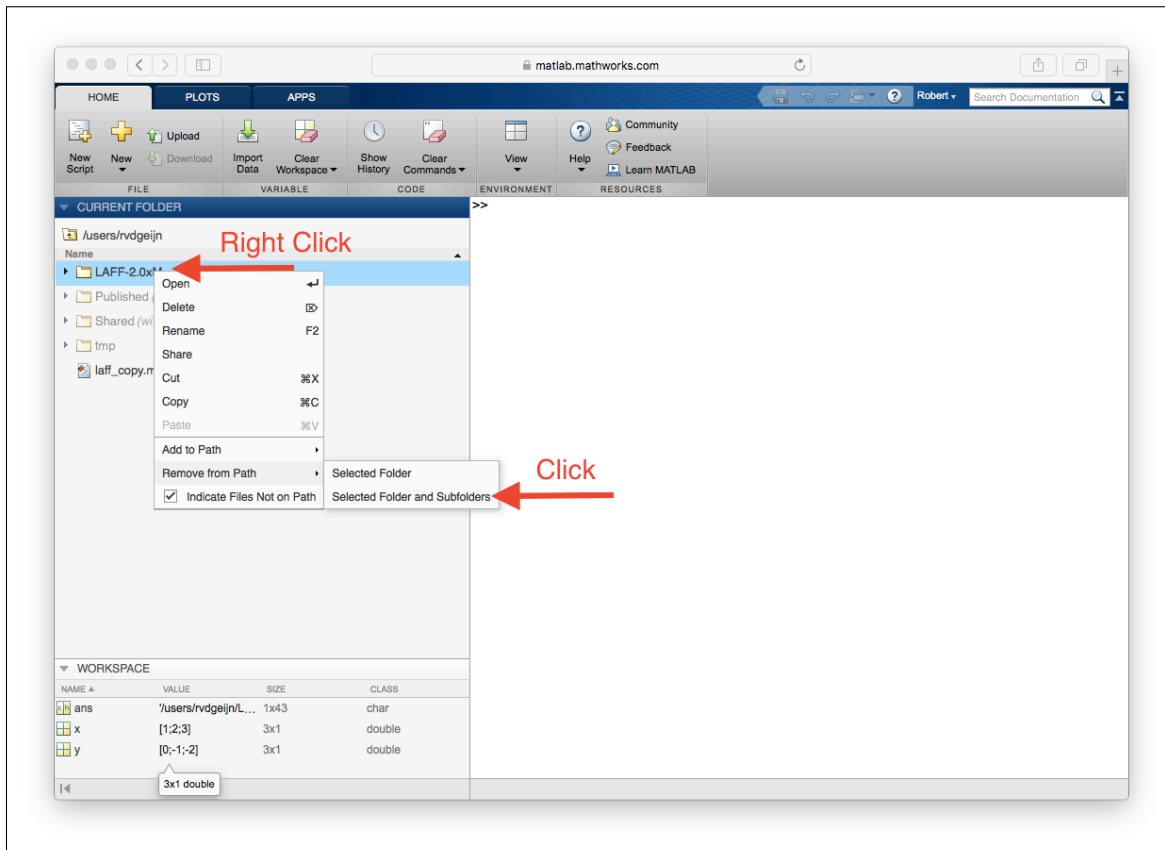 matlab.mathworks.com
HOME PLOTS APPS Robert Search Documentation
New Script New Upload Download Import Data Clear Workspace Show History Clear Commands View Help Community Feedback Learn MATLAB
FILE VARIABLE CODE ENVIRONMENT RESOURCES
CURRENT FOLDER
>>
/users/rvdgeijn
Right Click
Name
LAFF-2.0xM
Open
Published
Delete
Shared (wi
Rename F2
tmp
Share
laff_copy.m
Cut ⌘X
Copy ⌘C
Paste ⌘V
Add to Path
Remove from Path Selected Folder
Click
Indicate Files Not on Path Selected Folder and Subfolders
WORKSPACE
NAME VALUE SIZE CLASS
ans '/users/rvdgeijn/L... 1x43 char
x [1;2;3] 3x1 double
y [0;-1;-2] 3x1 double
3x1 double